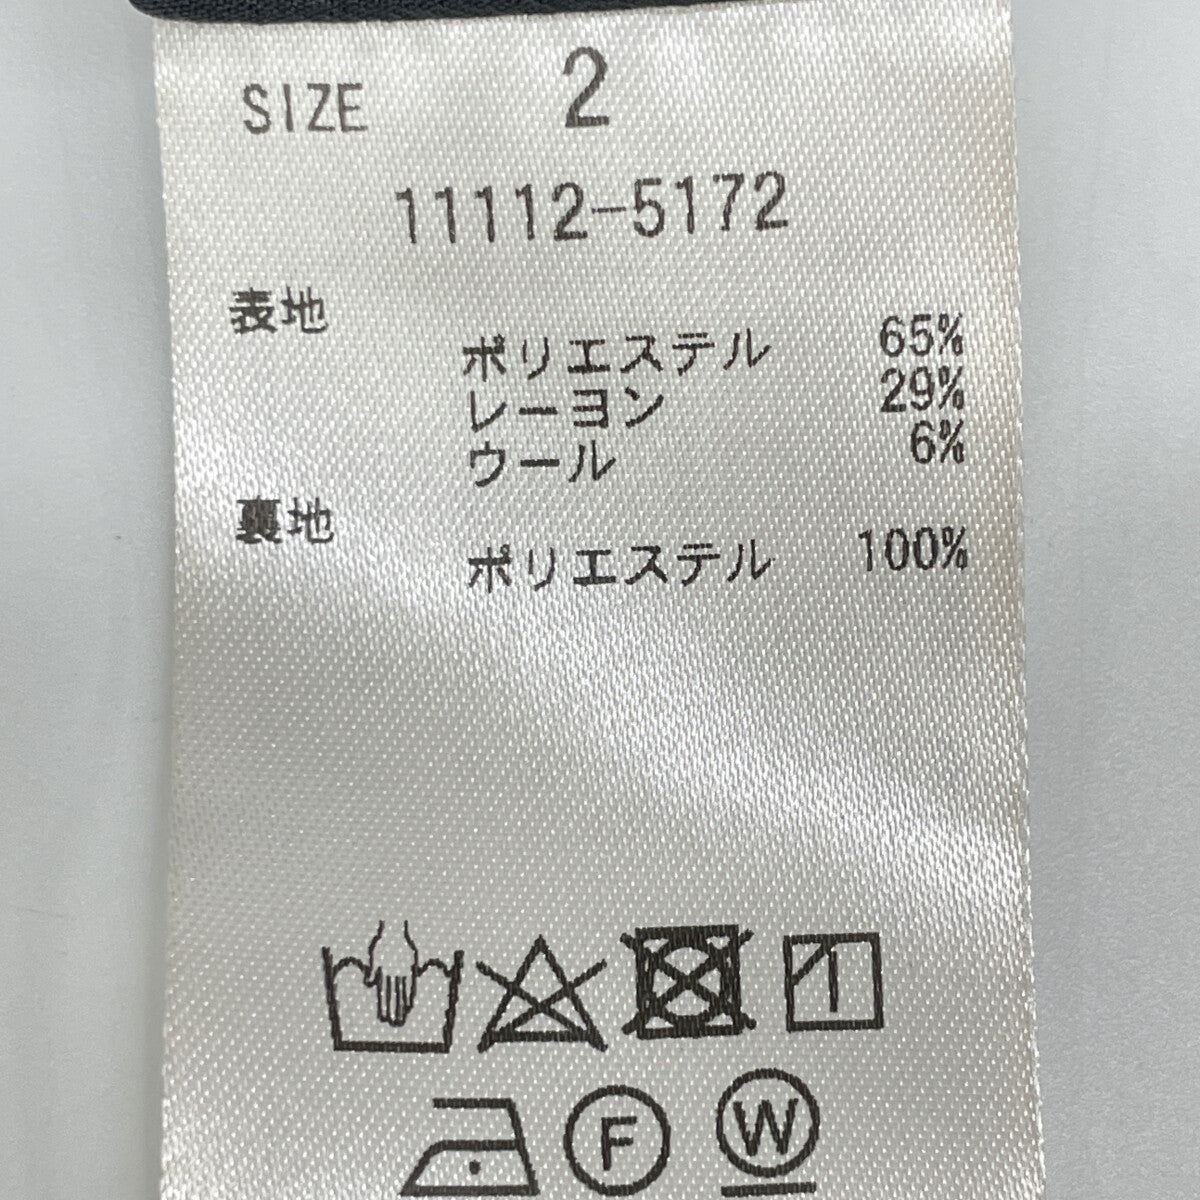 SIZE 2
11112-5172
表地
ポリエステル 65%
レーヨン 29%
ウール 6%
裏地
ポリエステル 100%
F W